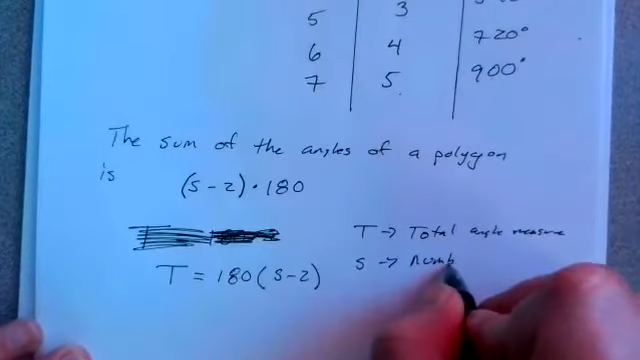 5 3
6 4 720°
7 5 900°
The sum of the angles of a polygon
is
(s-2)·180
T → Total angle measure
s → numb
T = 180(s-2)